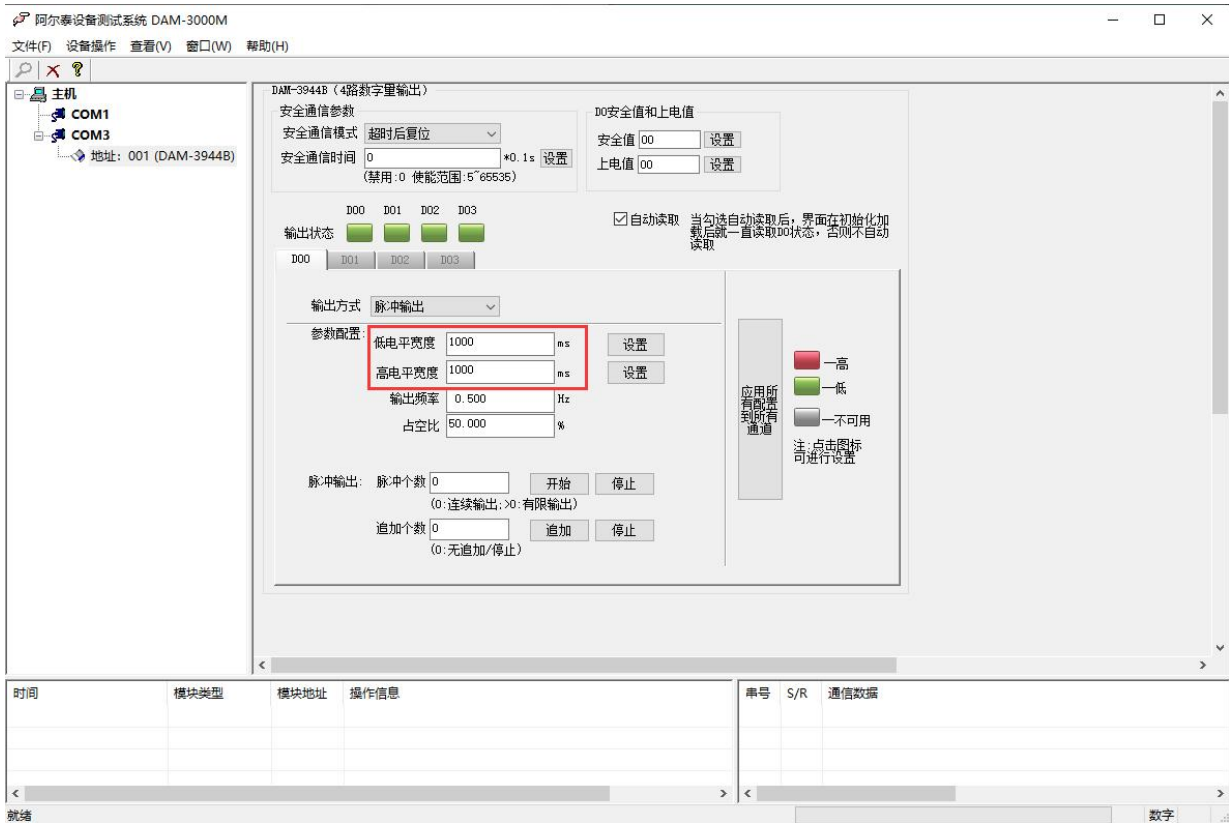 阿尔泰设备测试系统 DAM-3000M
文件(F) 设备操作 查看(V) 窗口(W) 帮助(H)
主机
COM1
COM3
地址：001 (DAM-3944B)
DAM-3944B（4路数字量输出）
安全通信参数
安全通信模式 超时后复位
安全通信时间 0 *0.1s 设置
(禁用:0 使能范围:5~65535)
DO安全值和上电值
安全值 00 设置
上电值 00 设置
DO0 DO1 DO2 DO3
输出状态
自动读取 当勾选自动读取后，界面在初始化加
载后就一直读取DO状态，否则不自动
读取
DO0 DO1 DO2 DO3
输出方式 脉冲输出
参数配置:
低电平宽度 1000 ms 设置
高电平宽度 1000 ms 设置
输出频率 0.500 Hz
占空比 50.000 %
脉冲输出: 脉冲个数 0 开始 停止
(0:连续输出;>0:有限输出)
追加个数 0 追加 停止
(0:无追加/停止)
应用所
有配置
到所有
通道
—高
—低
—不可用
注:点击图标
可进行设置
时间 模块类型 模块地址 操作信息
串号 S/R 通信数据
就绪
数字